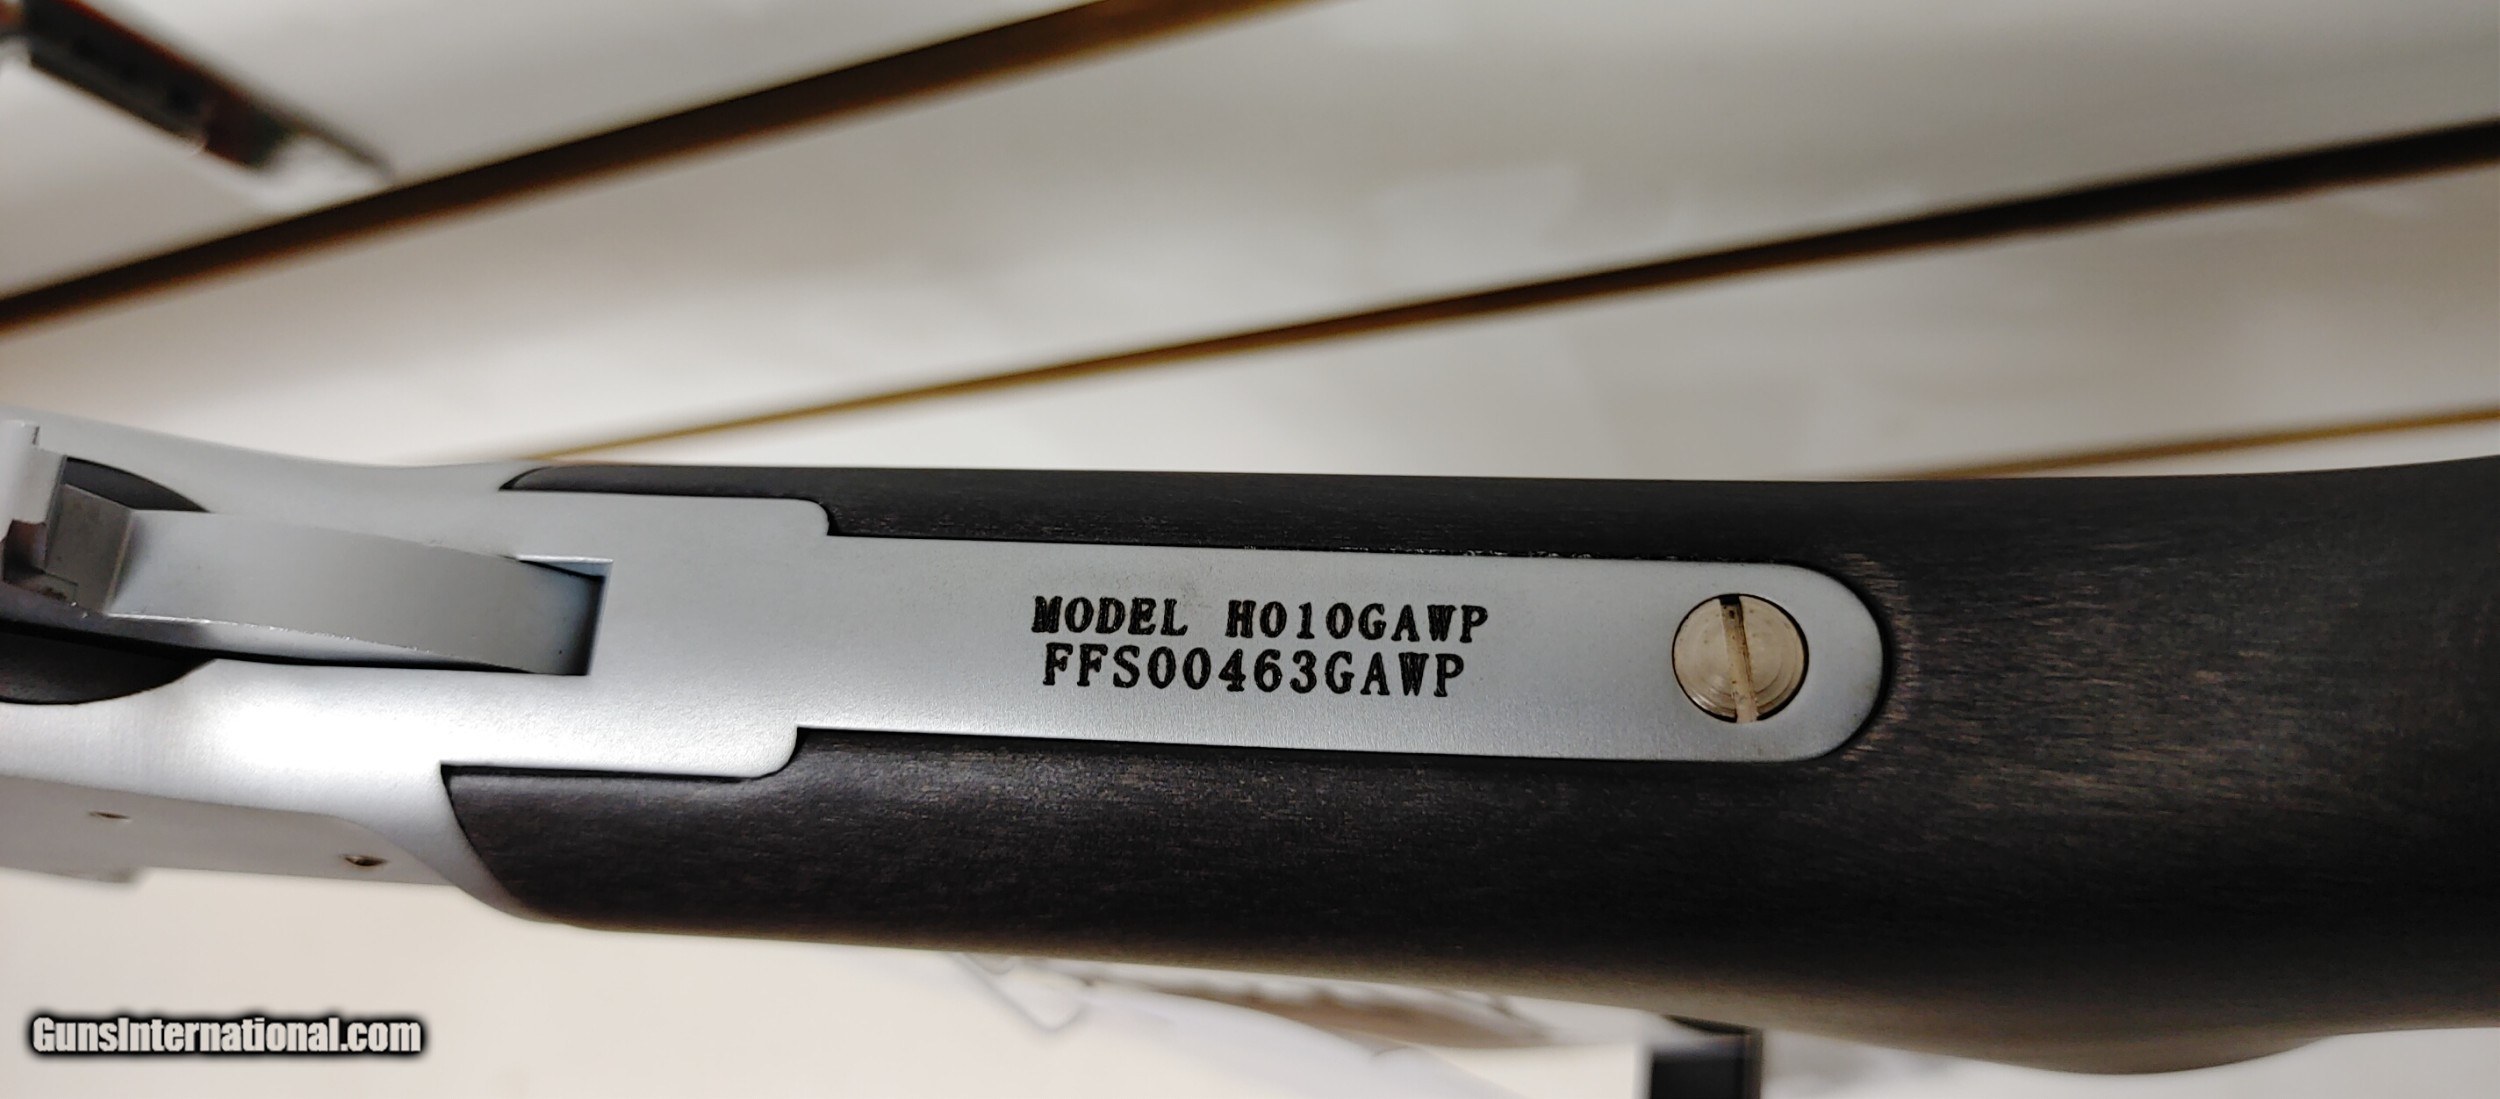 MODEL H010GAWP
FFS00463GAWP
GunsInternational.com